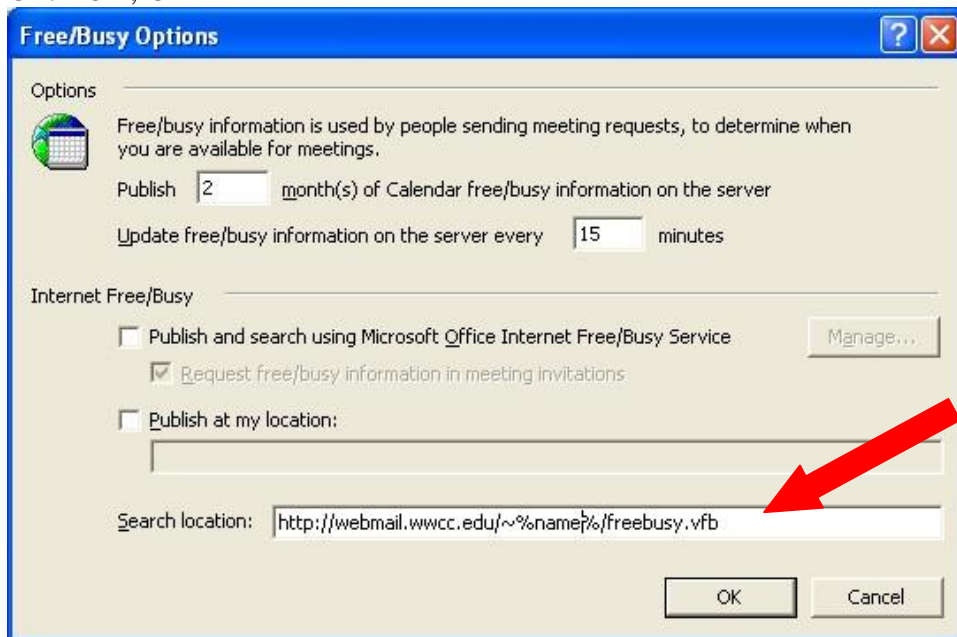 Free/Busy Options
Options
Free/busy information is used by people sending meeting requests, to determine when
you are available for meetings.
Publish 2 month(s) of Calendar free/busy information on the server
Update free/busy information on the server every 15 minutes
Internet Free/Busy
Publish and search using Microsoft Office Internet Free/Busy Service Manage...
Request free/busy information in meeting invitations
Publish at my location:
Search location: http://webmail.wwcc.edu/~%name%/freebusy.vfb
OK Cancel